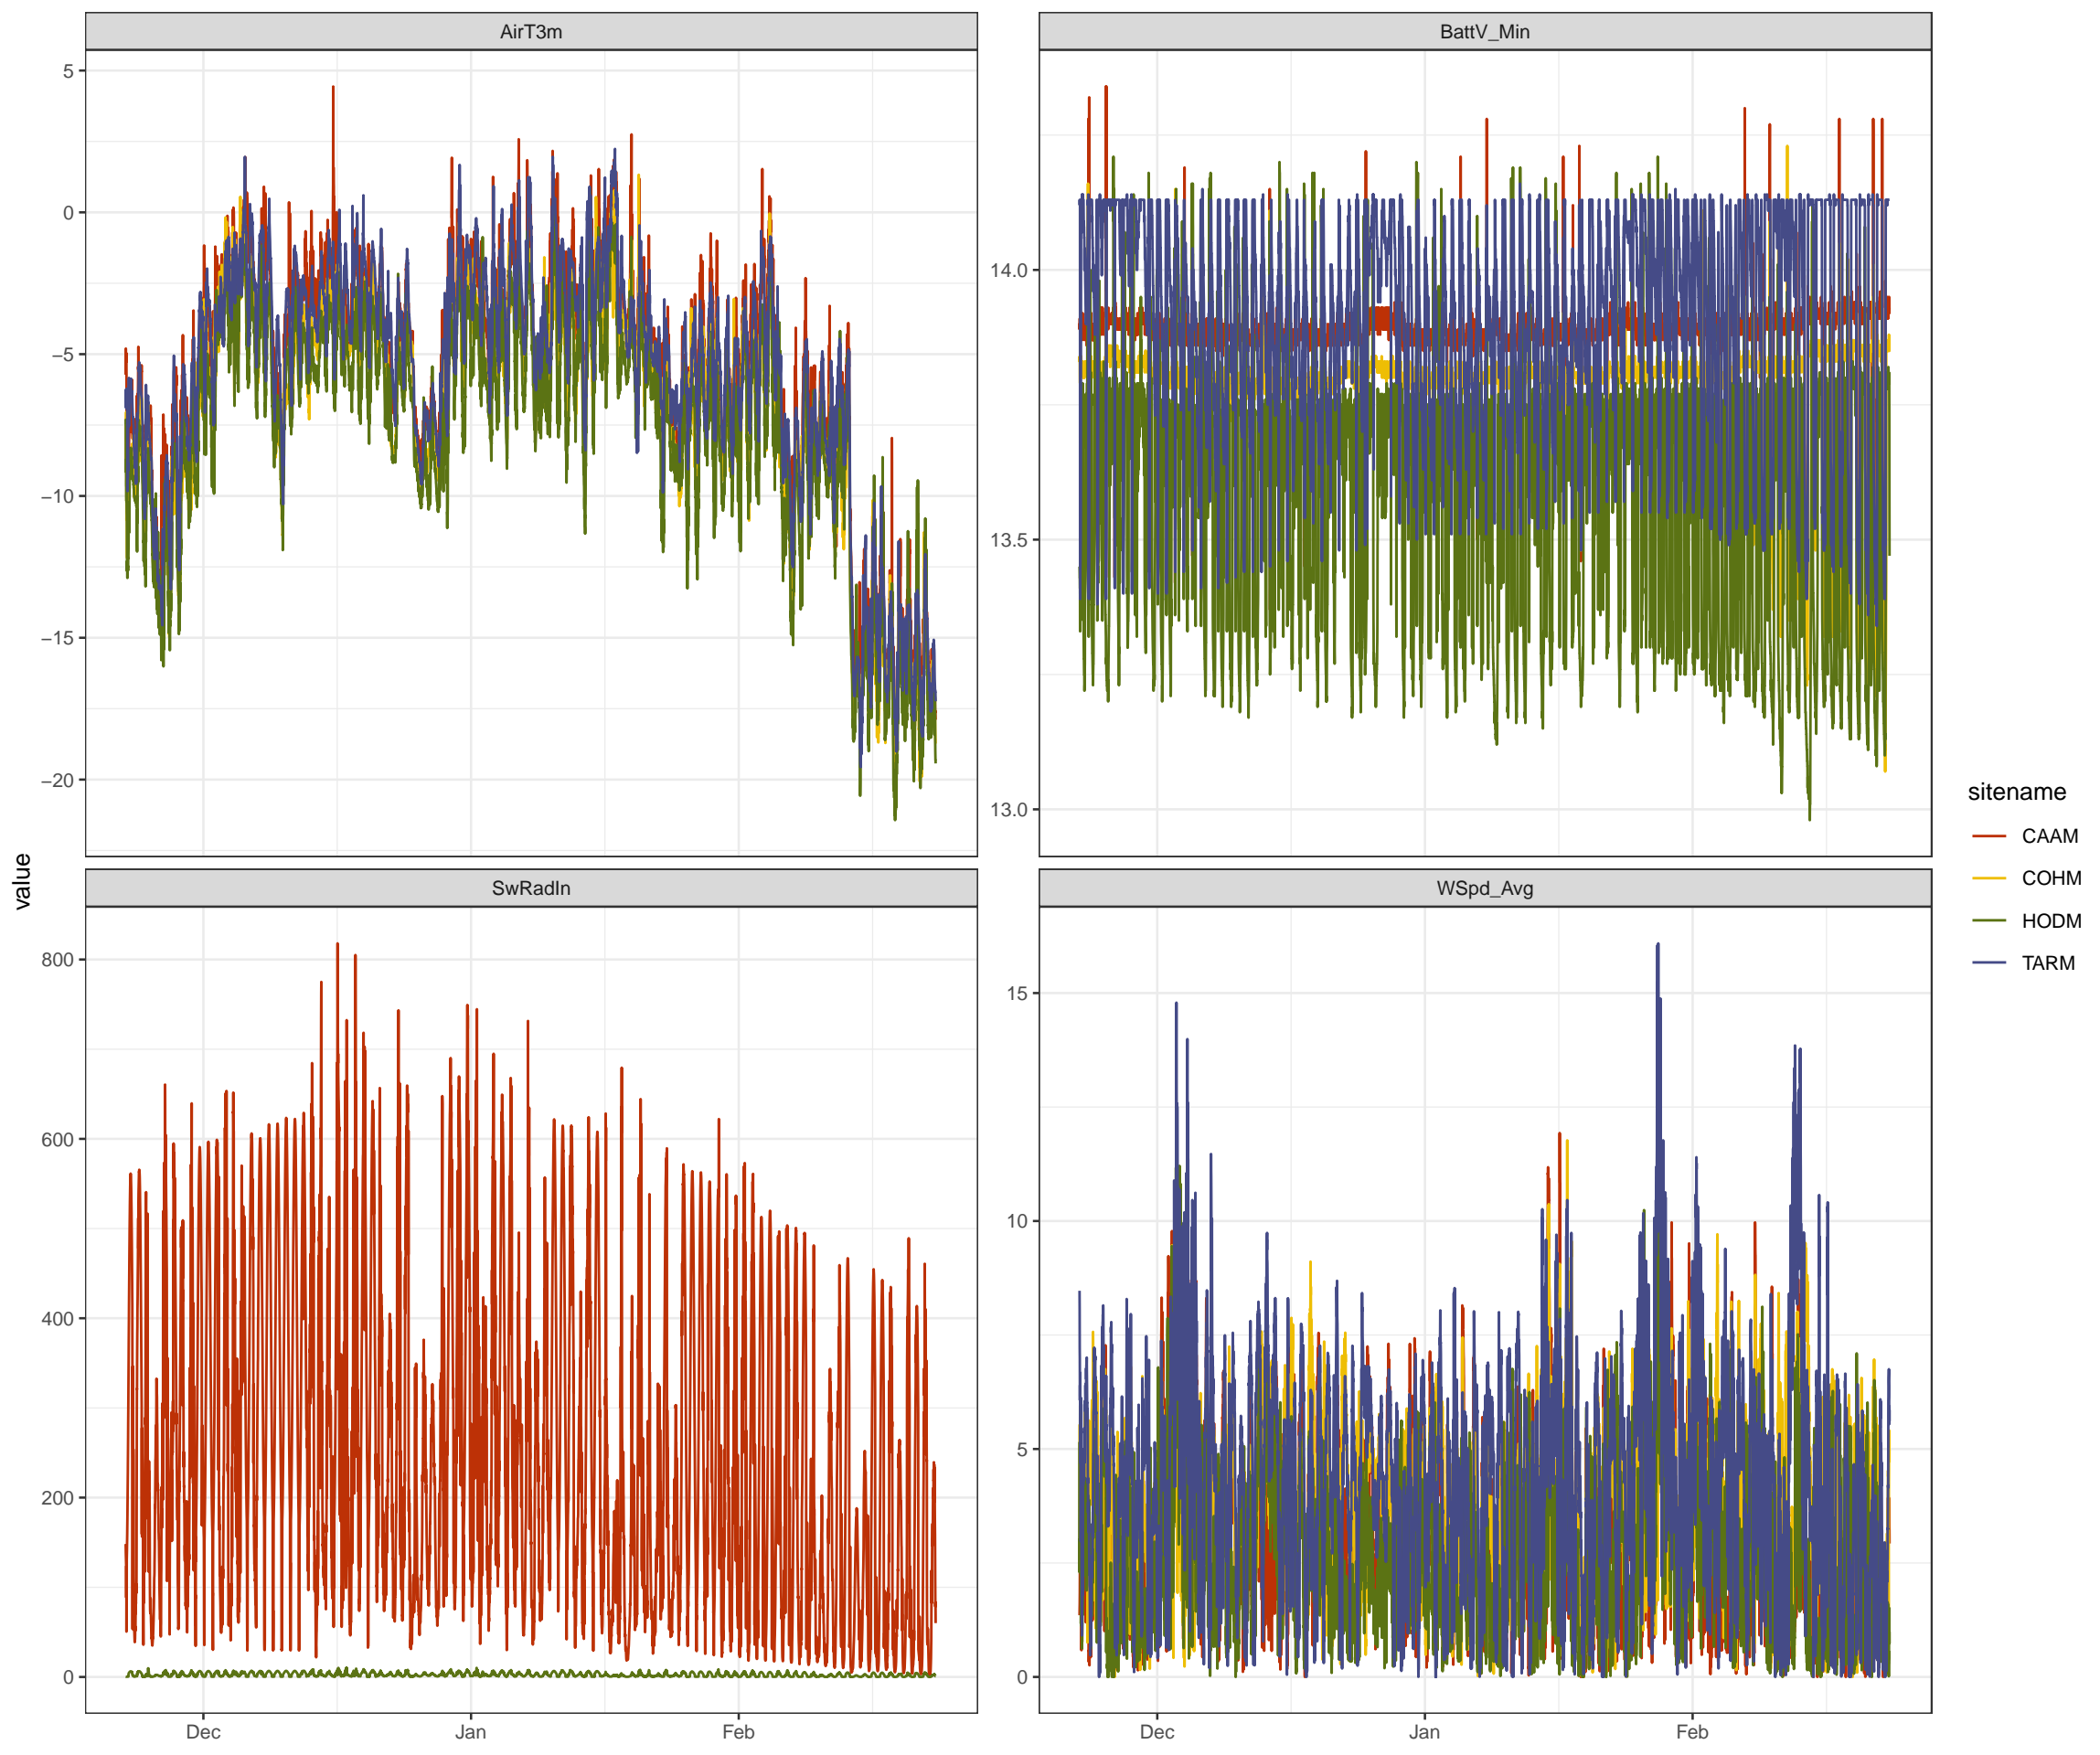 AirT3m
BattV_Min
5
0
−5
−10
−15
−20
14.0
13.5
13.0
value
SwRadIn
WSpd_Avg
800
600
400
200
0
15
10
5
0
Dec
Jan
Feb
Dec
Jan
Feb
sitename
CAAM
COHM
HODM
TARM